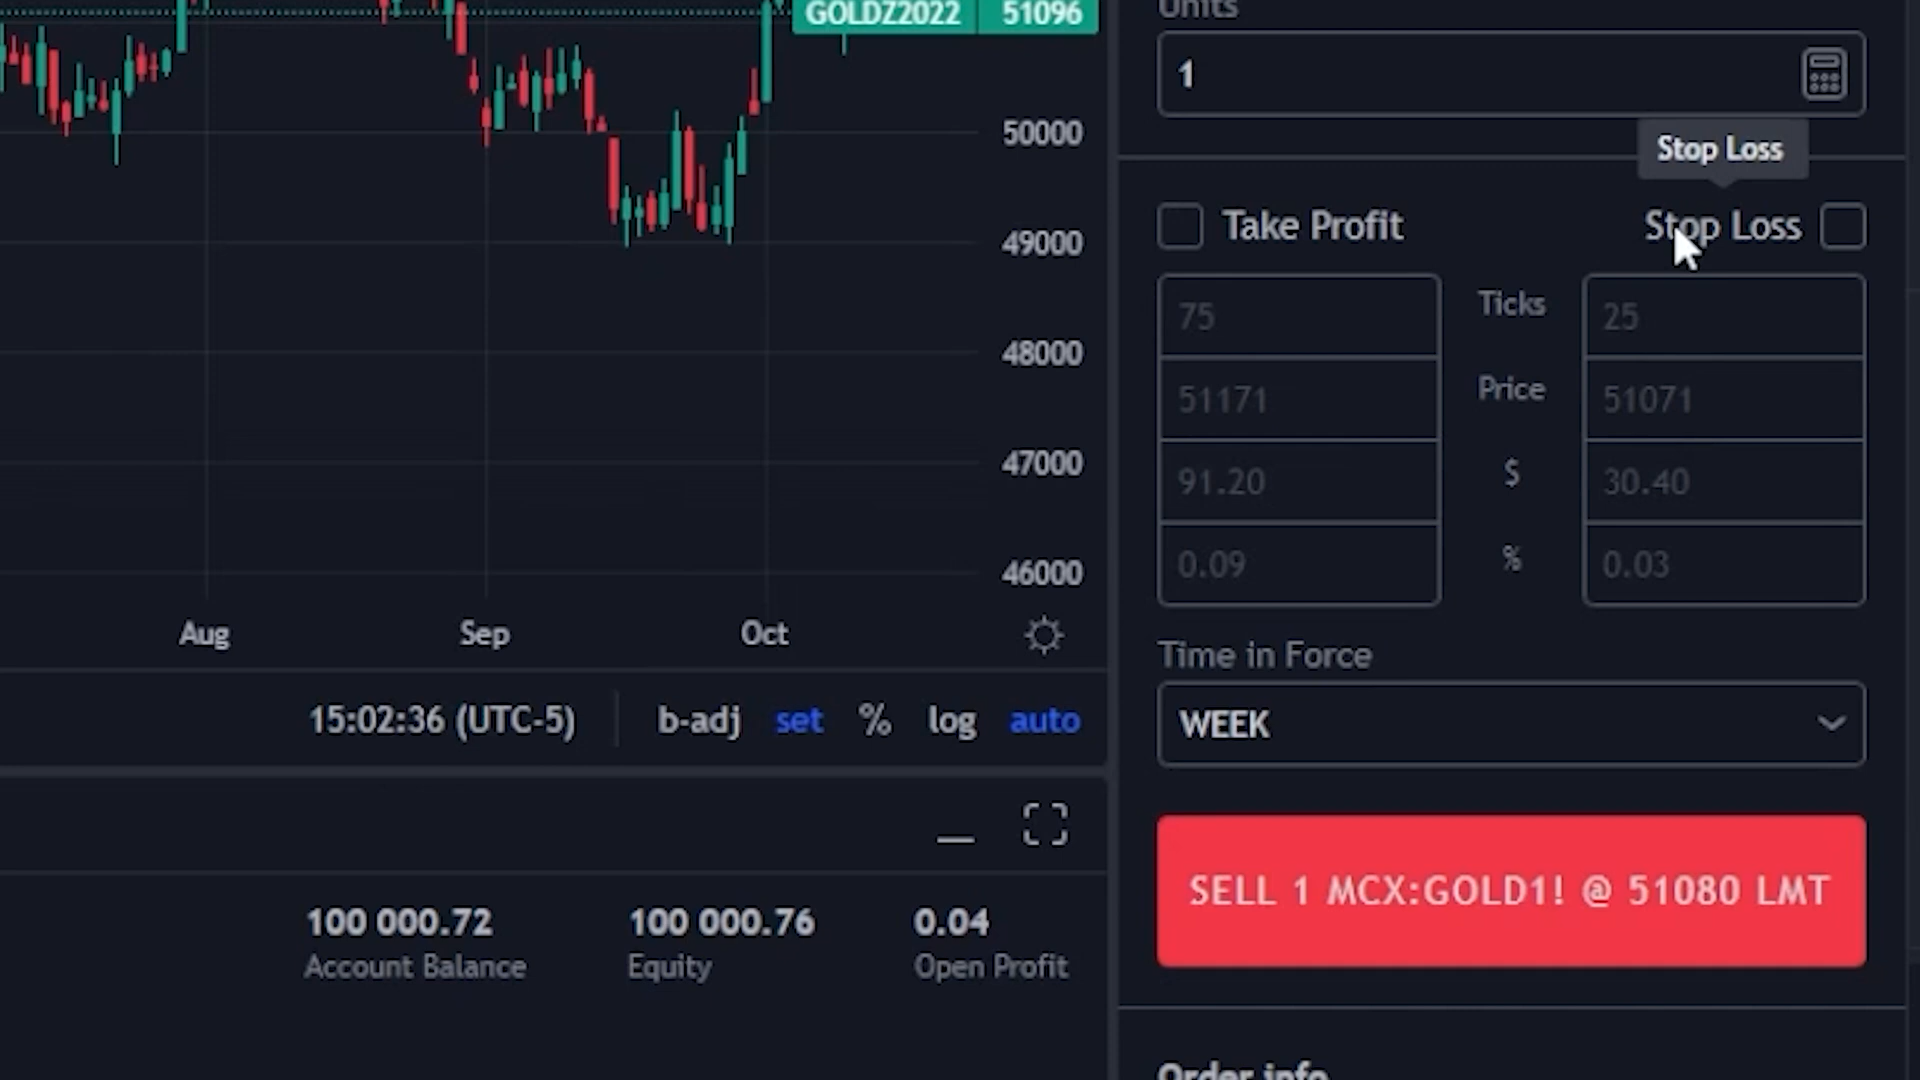 GOLDZ2022 51096
50000
49000
48000
47000
46000
Aug Sep Oct
15:02:36 (UTC-5) b-adj set % log auto
100 000.72 100 000.76 0.04
Account Balance Equity Open Profit
Units
1
Stop Loss
Take Profit Stop Loss
75 Ticks 25
51171 Price 51071
91.20 $ 30.40
0.09 % 0.03
Time in Force
WEEK
SELL 1 MCX:GOLD1! @ 51080 LMT
Order info